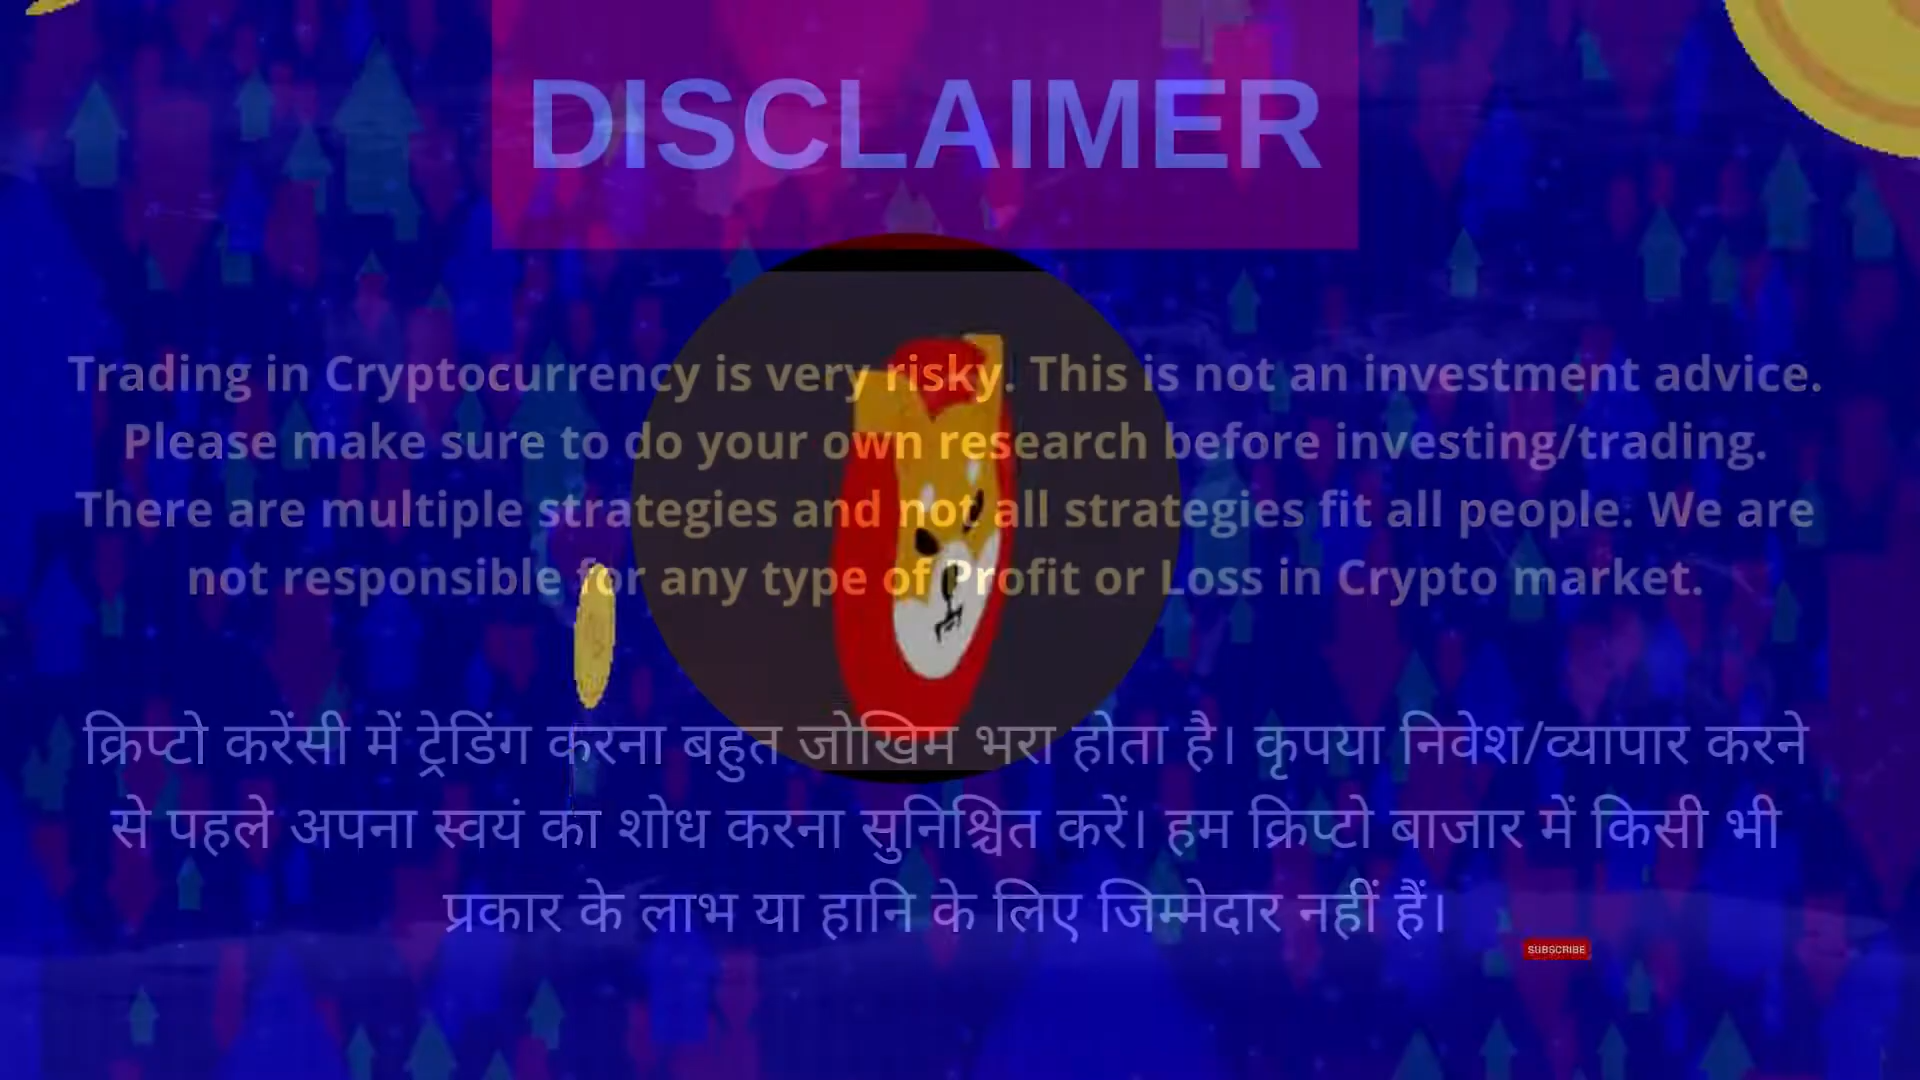 DISCLAIMER
Trading in Cryptocurrency is very risky. This is not an investment advice.
Please make sure to do your own research before investing/trading.
There are multiple strategies and not all strategies fit all people. We are
not responsible for any type of Profit or Loss in Crypto market.
क्रिप्टो करेंसी में ट्रेडिंग करना बहुत जोखिम भरा होता है। कृपया निवेश/व्यापार करने
से पहले अपना स्वयं का शोध करना सुनिश्चित करें। हम क्रिप्टो बाजार में किसी भी
प्रकार के लाभ या हानि के लिए जिम्मेदार नहीं हैं।
SUBSCRIBE